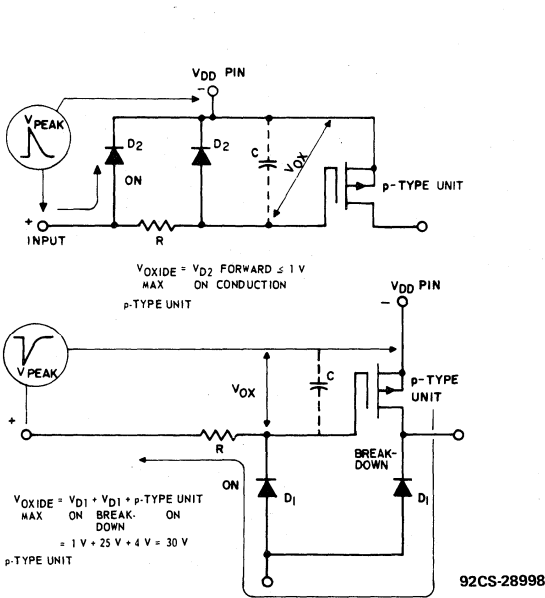 VDD PIN
−
VPEAK
D2
D2
C
VOX
ON
p-TYPE UNIT
+
INPUT
R
VOXIDE = VD2 FORWARD ≤ 1 V
MAX ON CONDUCTION
p-TYPE UNIT
VDD PIN
−
VPEAK
C
p-TYPE
UNIT
VOX
+
R
BREAK-
DOWN
ON
D1
D1
VOXIDE = VD1 + VD1 + p-TYPE UNIT
MAX ON BREAK- ON
DOWN
= 1 V + 25 V + 4 V = 30 V
p-TYPE UNIT
92CS-28998